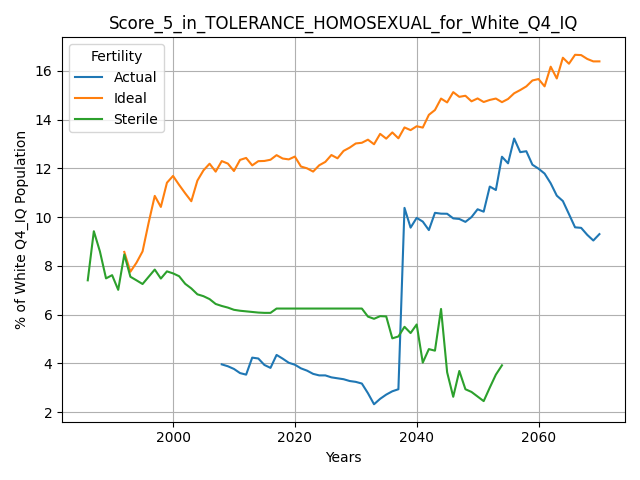 Score_5_in_TOLERANCE_HOMOSEXUAL_for_White_Q4_IQ
Fertility
Actual
Ideal
Sterile
% of White Q4_IQ Population
16
14
12
10
8
6
4
2
2000
2020
2040
2060
Years